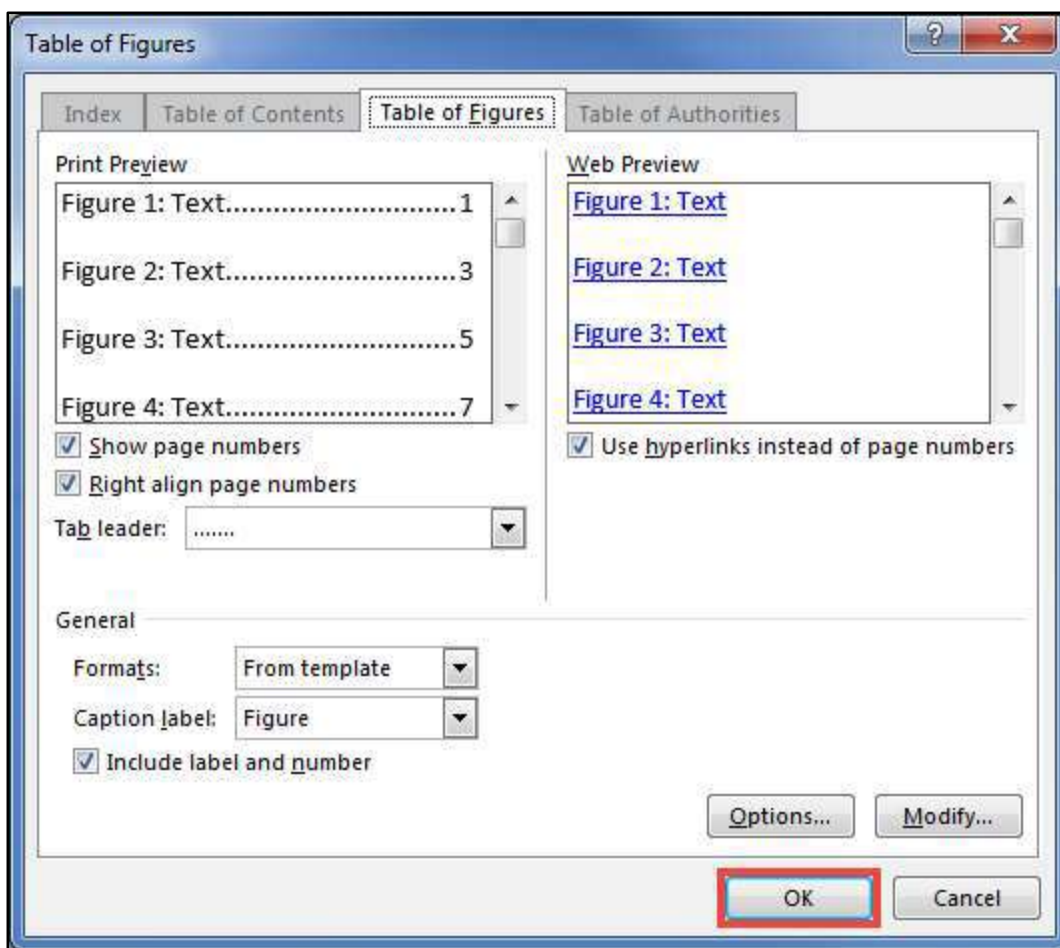 Table of Figures
? X
Index Table of Contents Table of Figures Table of Authorities
Print Preview
Figure 1: Text.............................1
Figure 2: Text.............................3
Figure 3: Text.............................5
Figure 4: Text.............................7
Show page numbers
Right align page numbers
Tab leader: .......
Web Preview
Figure 1: Text
Figure 2: Text
Figure 3: Text
Figure 4: Text
Use hyperlinks instead of page numbers
General
Formats: From template
Caption label: Figure
Include label and number
Options... Modify...
OK Cancel